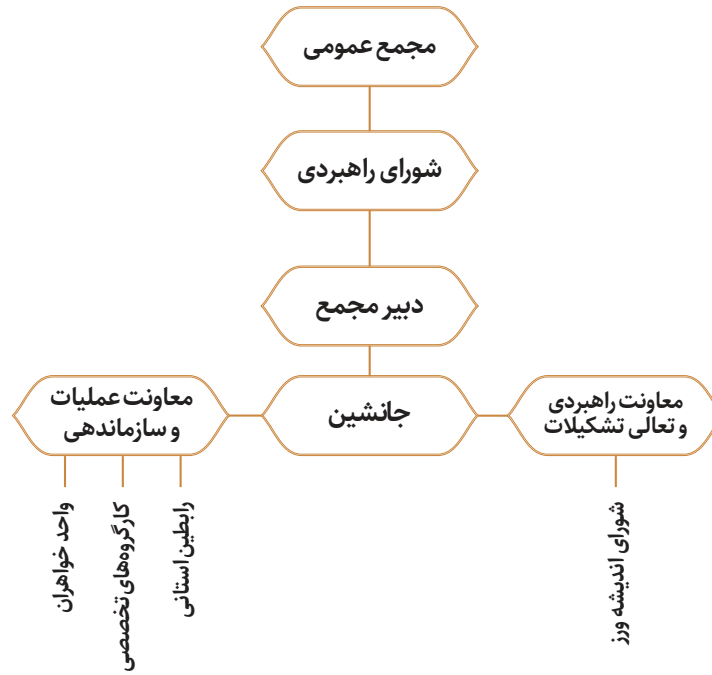 مجمع عمومی
شورای راهبردی
دبیر مجمع
معاونت راهبردی
و تعالی تشکیلات
جانشین
معاونت عملیات
و سازماندهی
شورای اندیشه ورز
رابطین استانی
کارگروه‌های تخصصی
واحد خواهران